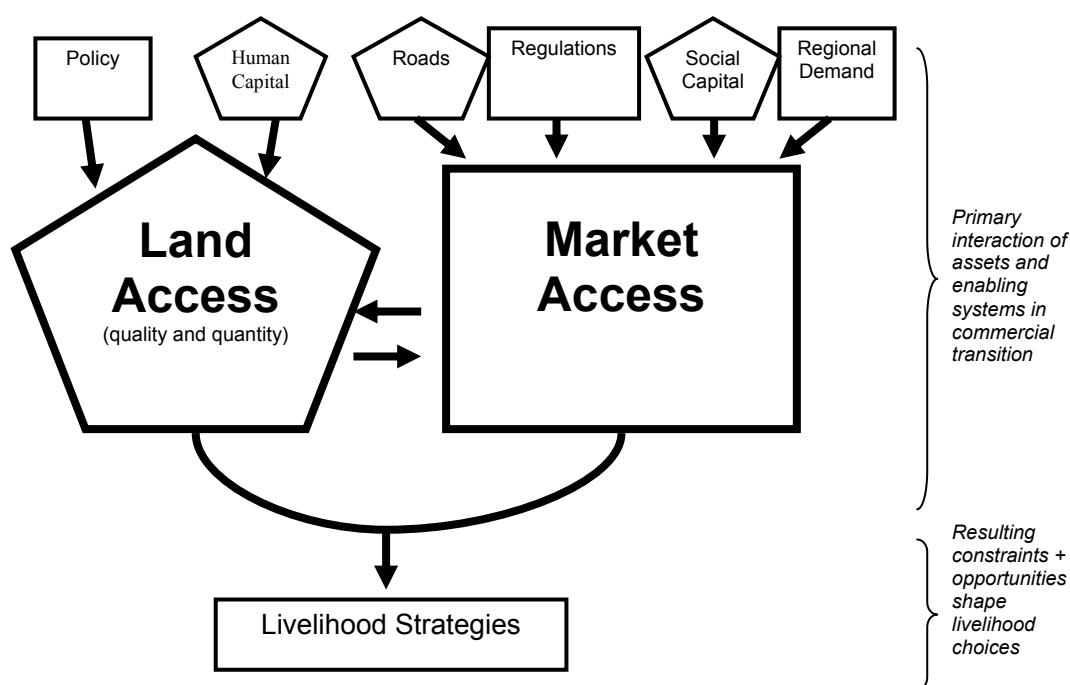 Policy
Human
Capital
Roads
Regulations
Social
Capital
Regional
Demand
Land
Access
(quality and quantity)
Market
Access
Primary
interaction of
assets and
enabling
systems in
commercial
transition
Livelihood Strategies
Resulting
constraints +
opportunities
shape
livelihood
choices